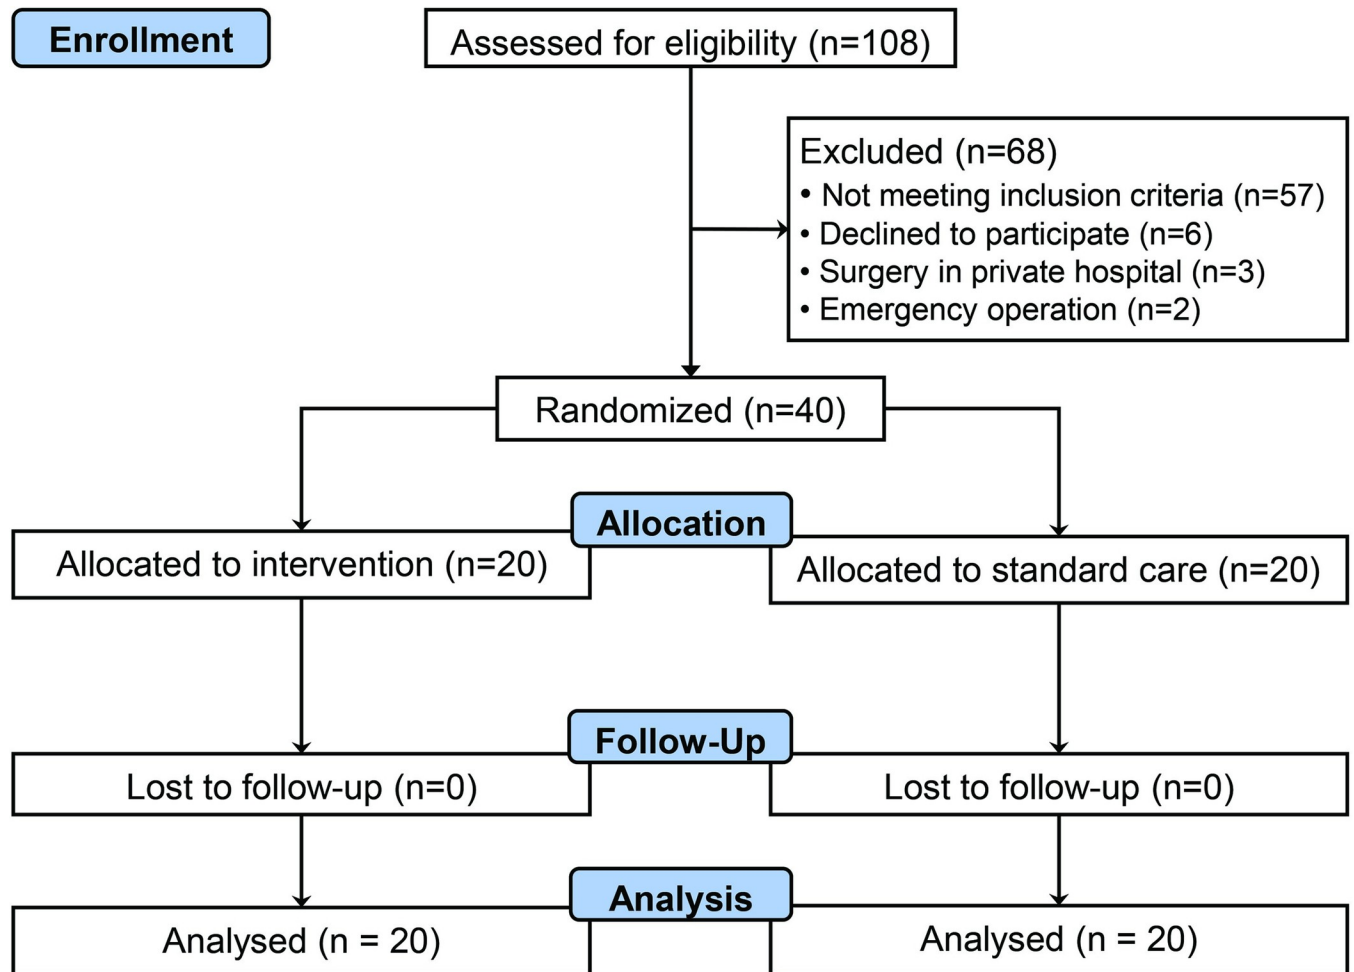 Enrollment
Assessed for eligibility (n=108)
Excluded (n=68)
• Not meeting inclusion criteria (n=57)
• Declined to participate (n=6)
• Surgery in private hospital (n=3)
• Emergency operation (n=2)
Randomized (n=40)
Allocation
Allocated to intervention (n=20)
Allocated to standard care (n=20)
Follow-Up
Lost to follow-up (n=0)
Lost to follow-up (n=0)
Analysis
Analysed (n = 20)
Analysed (n = 20)